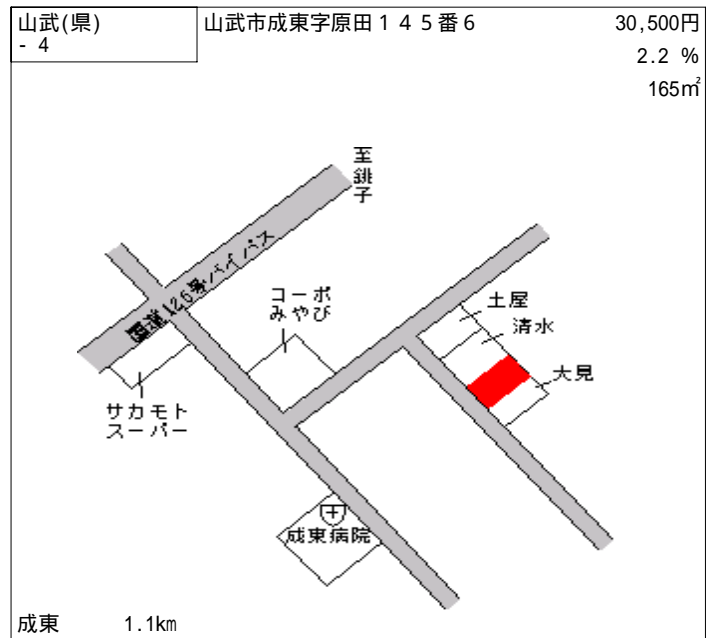 山武(県)
- 4
山武市成東字原田１４５番６
30,500円
2.2 %
165㎡
至銚子
国道126号バイパス
コーポ
みやび
土屋
清水
大見
サカモト
スーパー
成東病院
成東 1.1km